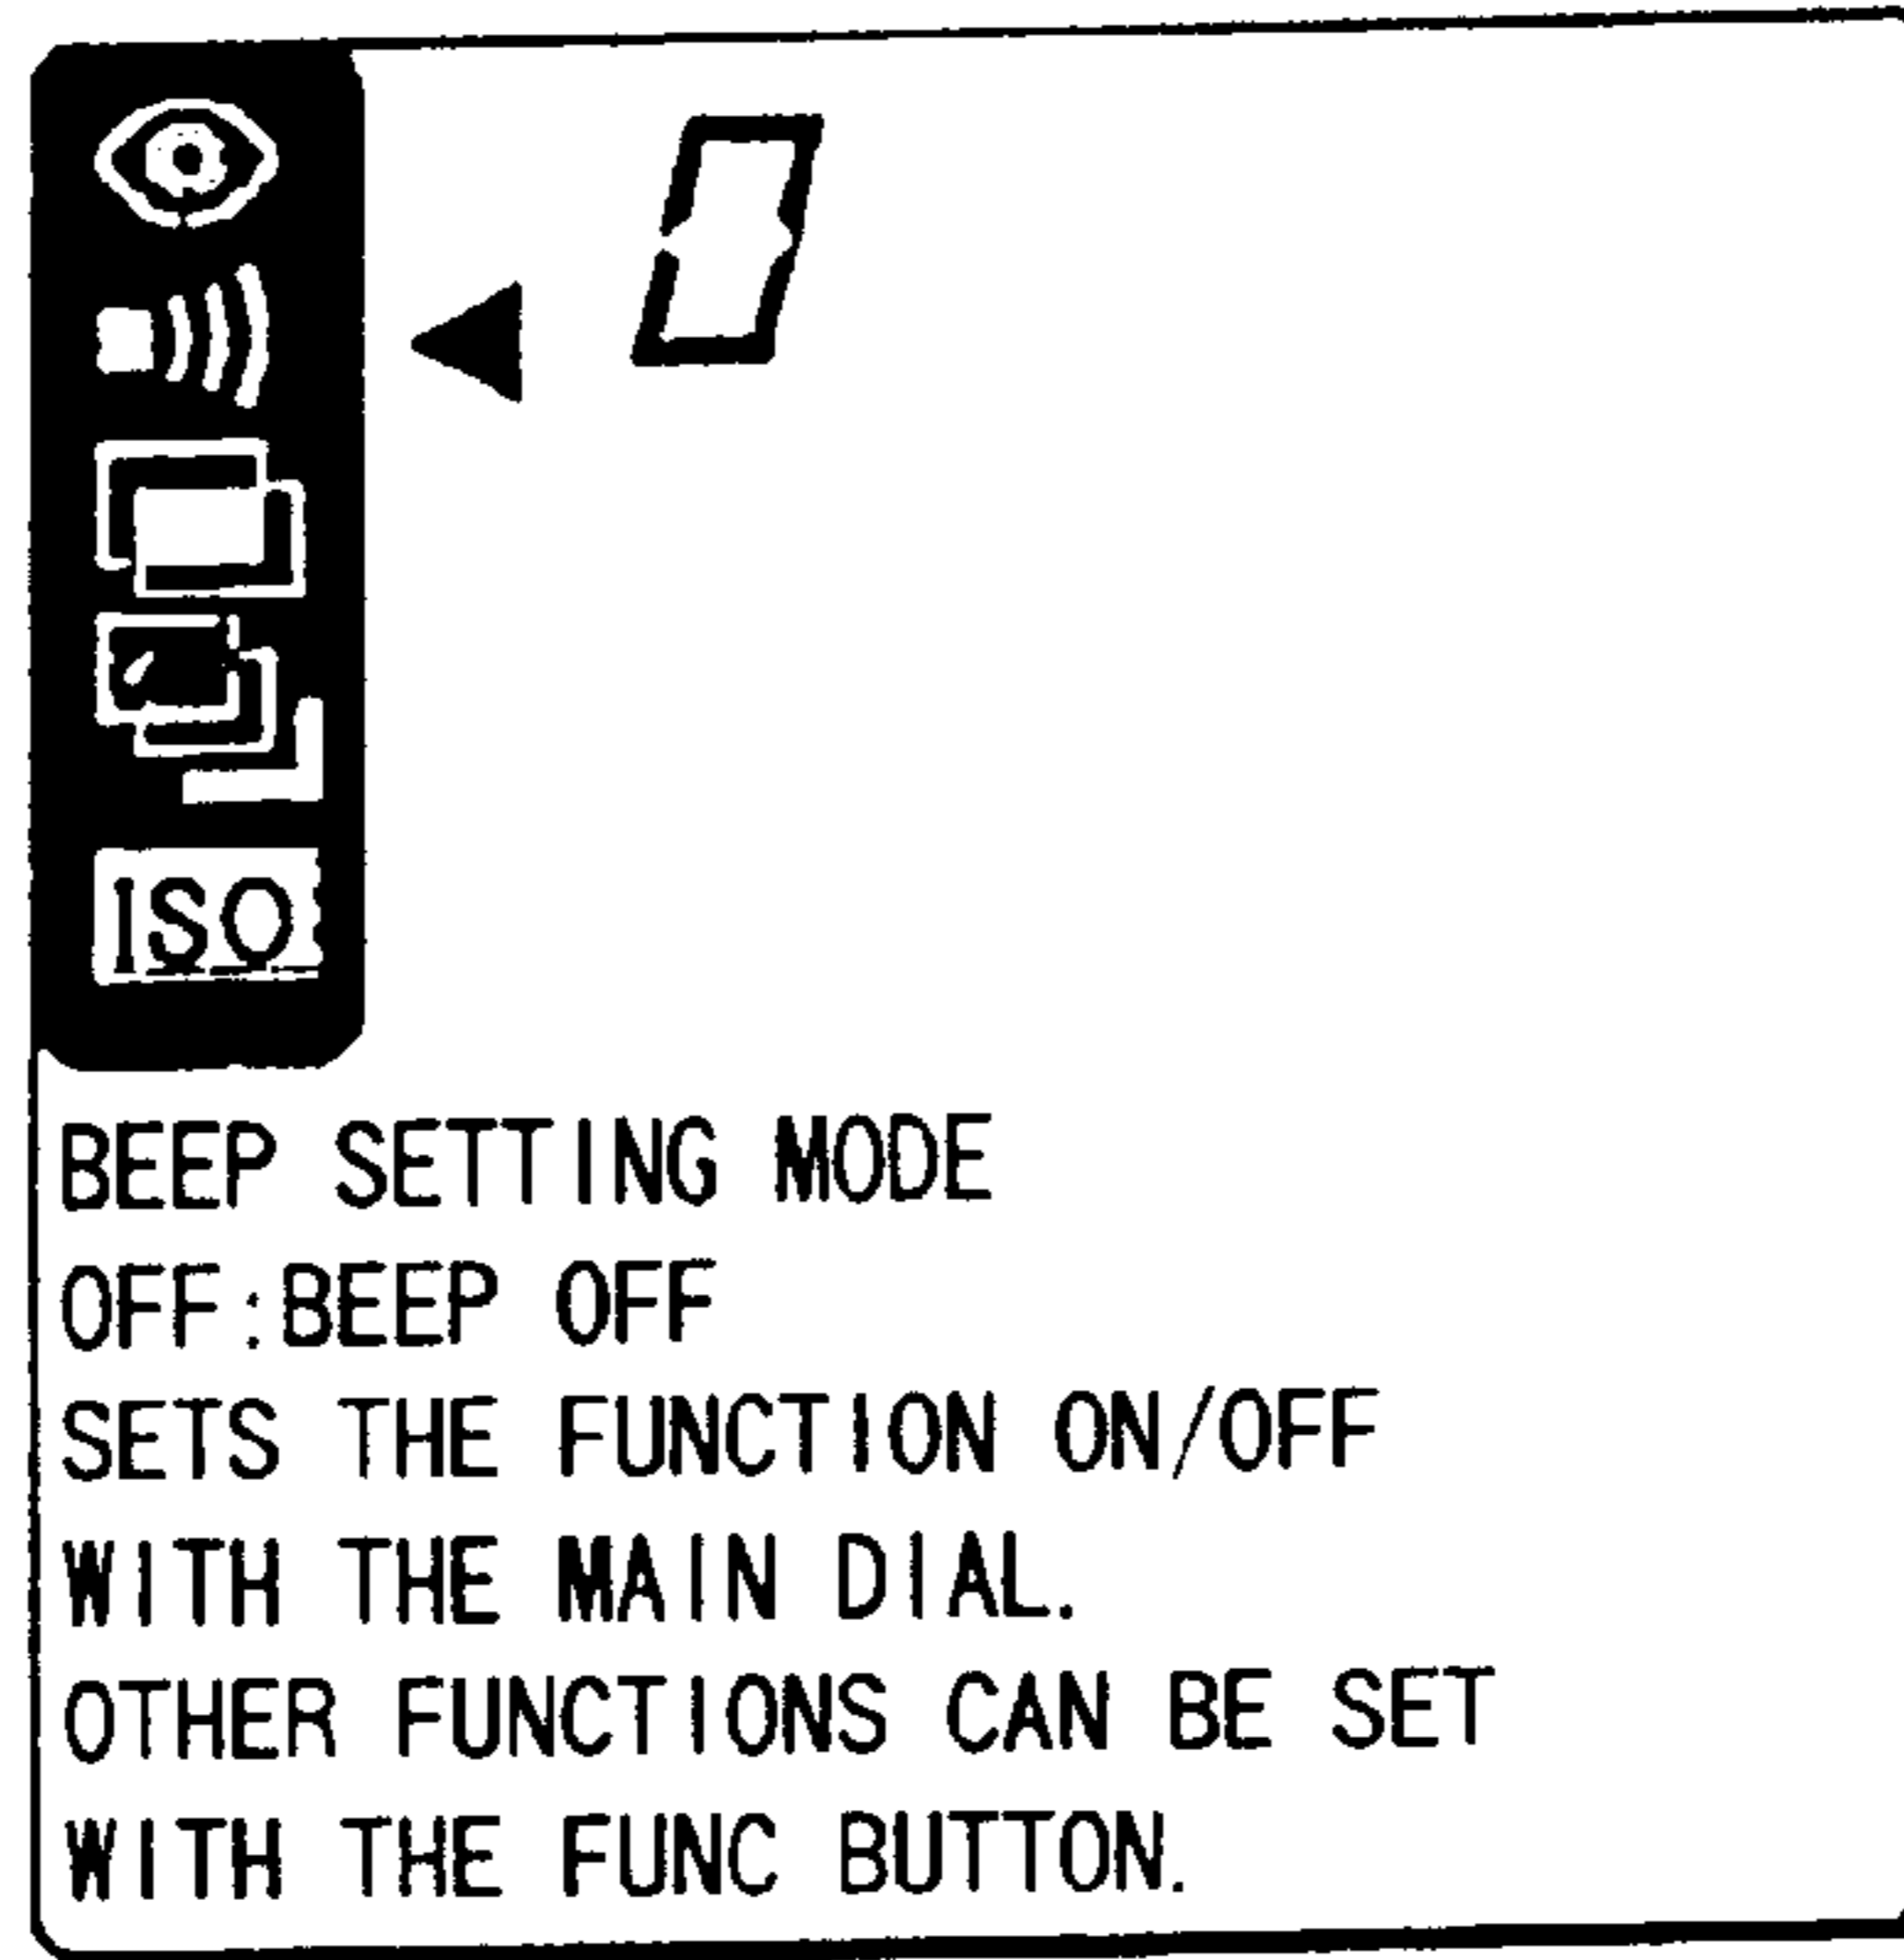 0
ISO
BEEP SETTING MODE
OFF:BEEP OFF
SETS THE FUNCTION ON/OFF
WITH THE MAIN DIAL.
OTHER FUNCTIONS CAN BE SET
WITH THE FUNC BUTTON.